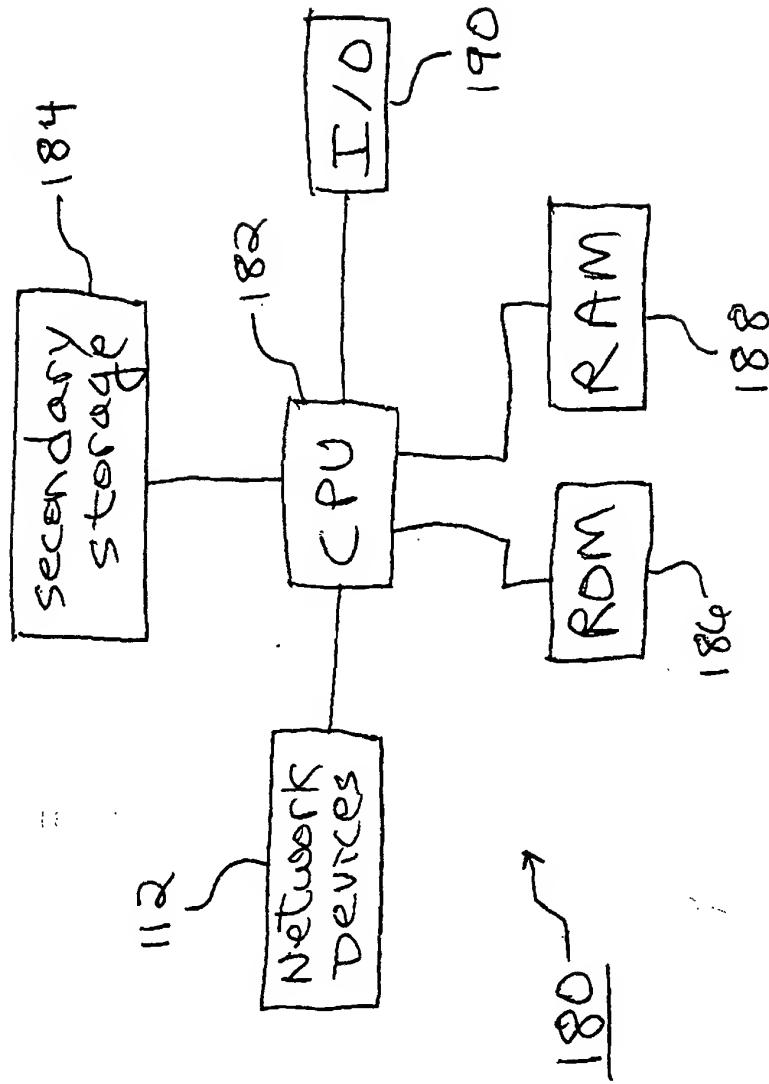 Secondary
Storage
184
182
CPU
I/O
190
112
Network
Devices
ROM
186
RAM
188
180